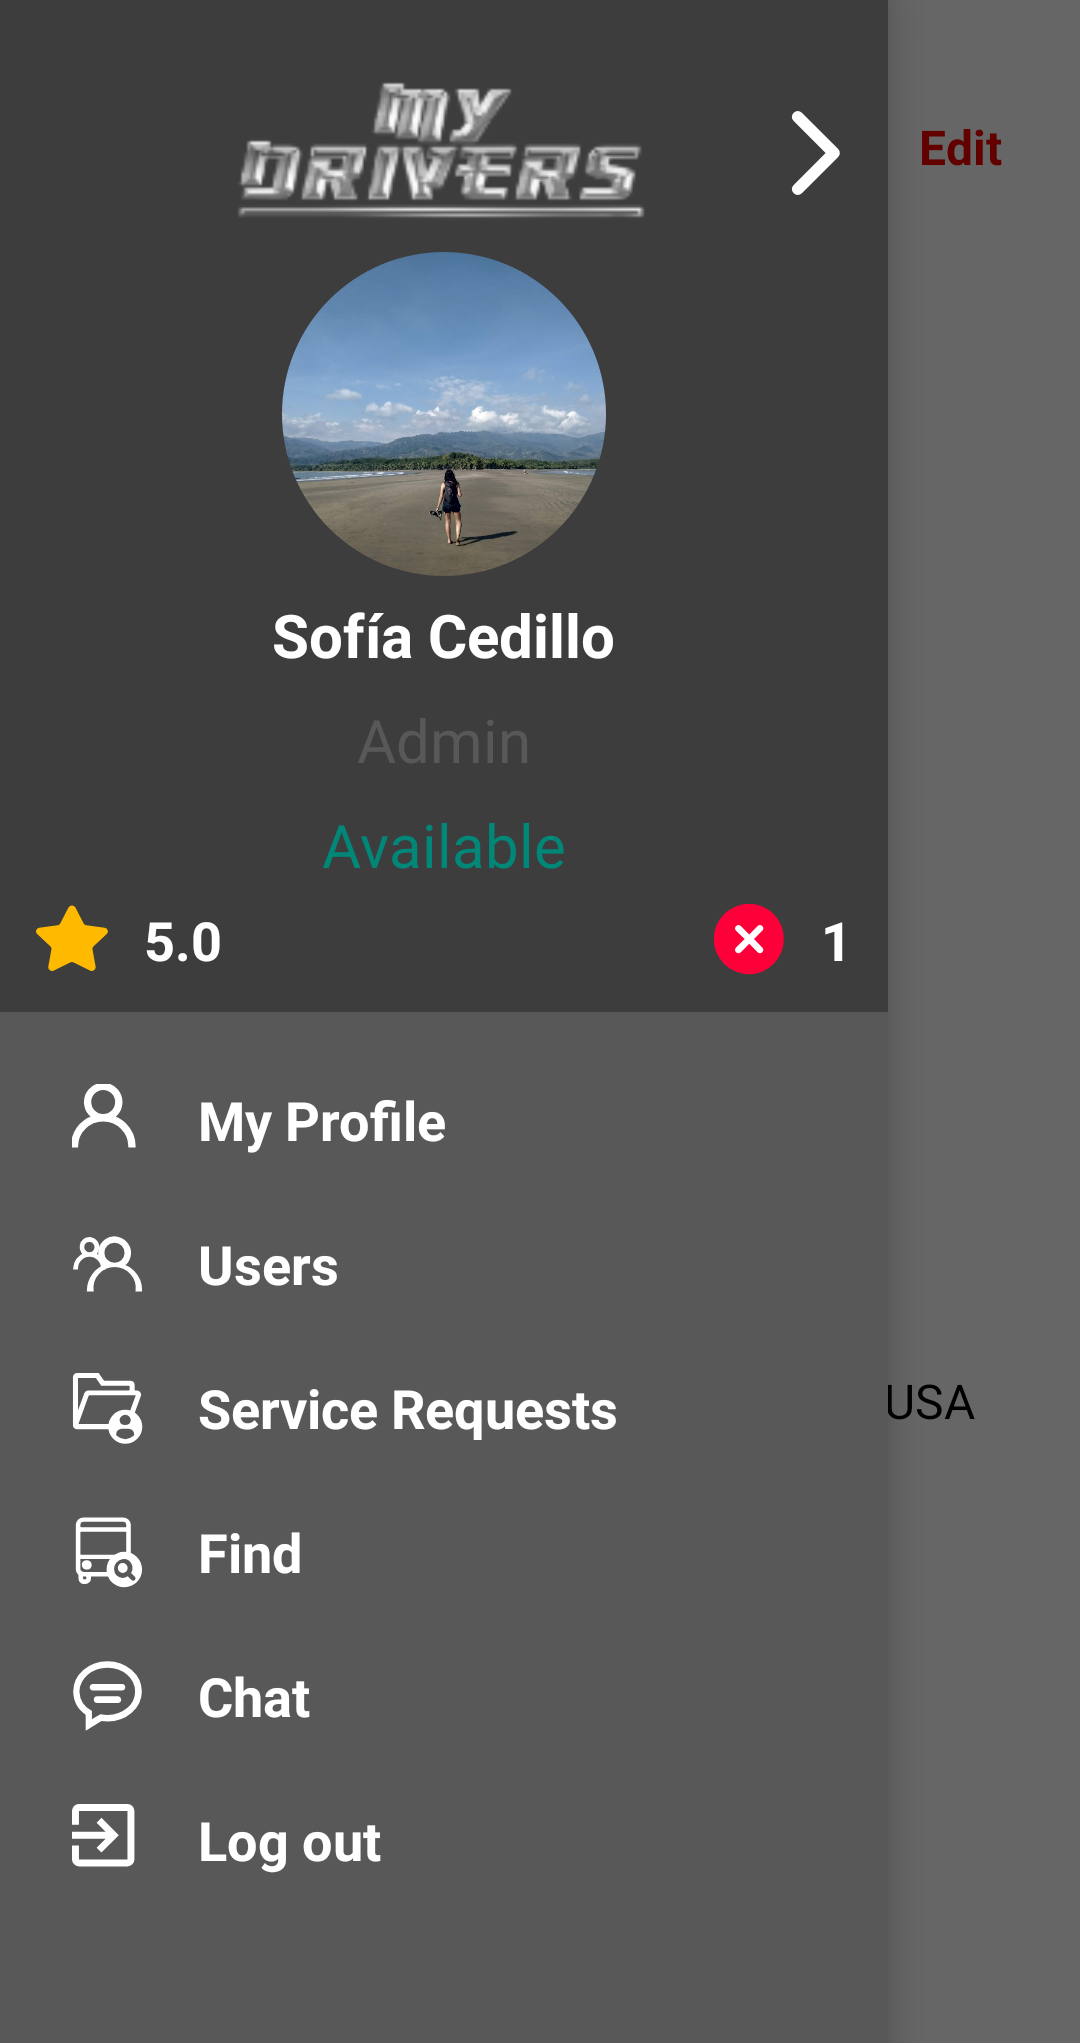 my
DRIVERS
Edit
Sofía Cedillo
Admin
Available
5.0
1
My Profile
Users
Service Requests
USA
Find
Chat
Log out